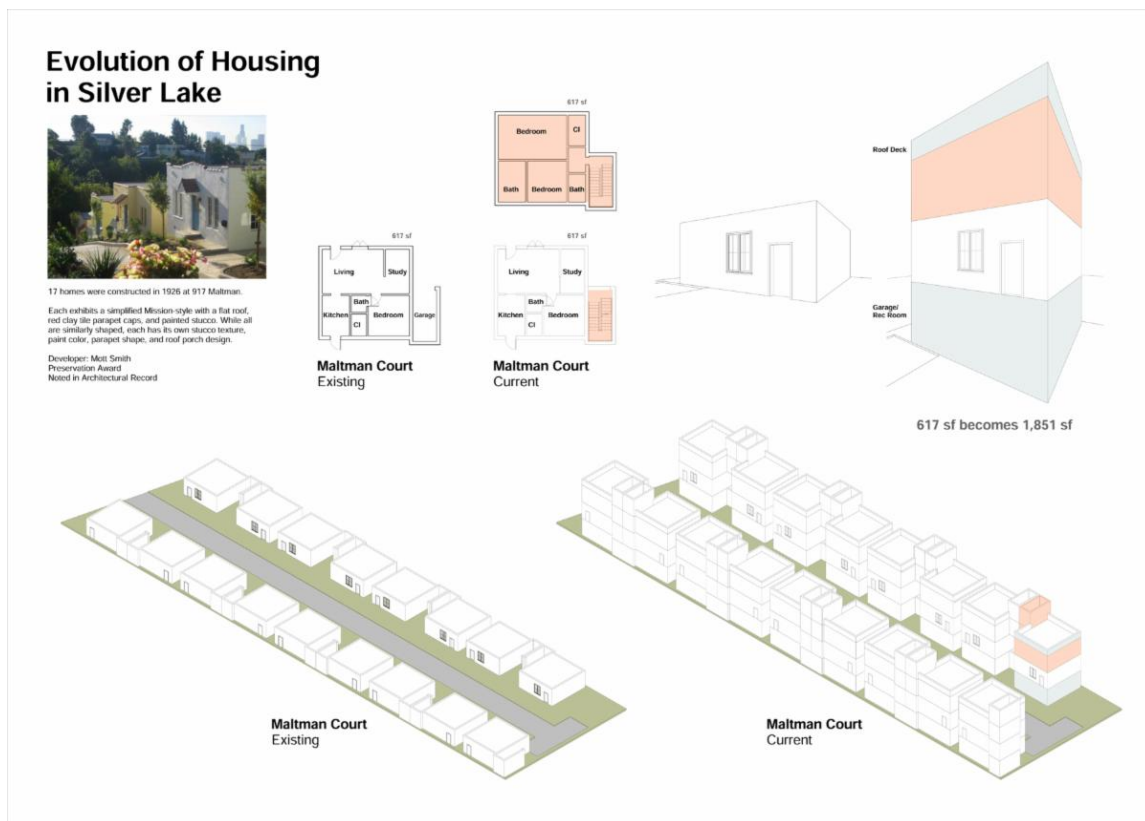 Evolution of Housing
in Silver Lake
17 homes were constructed in 1926 at 917 Maltman.
Each exhibits a simplified Mission-style with a flat roof,
red clay tile parapet caps, and painted stucco. While all
are similarly shaped, each has its own stucco texture,
paint color, parapet shape, and roof porch design.
Developer: Mott Smith
Preservation Award
Noted in Architectural Record
617 sf
Living
Study
Bath
Kitchen
Cl
Bedroom
Garage
Maltman Court
Existing
617 sf
Bedroom
Cl
Bath
Bedroom
Bath
617 sf
Living
Study
Bath
Kitchen
Cl
Bedroom
Maltman Court
Current
Roof Deck
Garage/
Rec Room
617 sf becomes 1,851 sf
Maltman Court
Existing
Maltman Court
Current